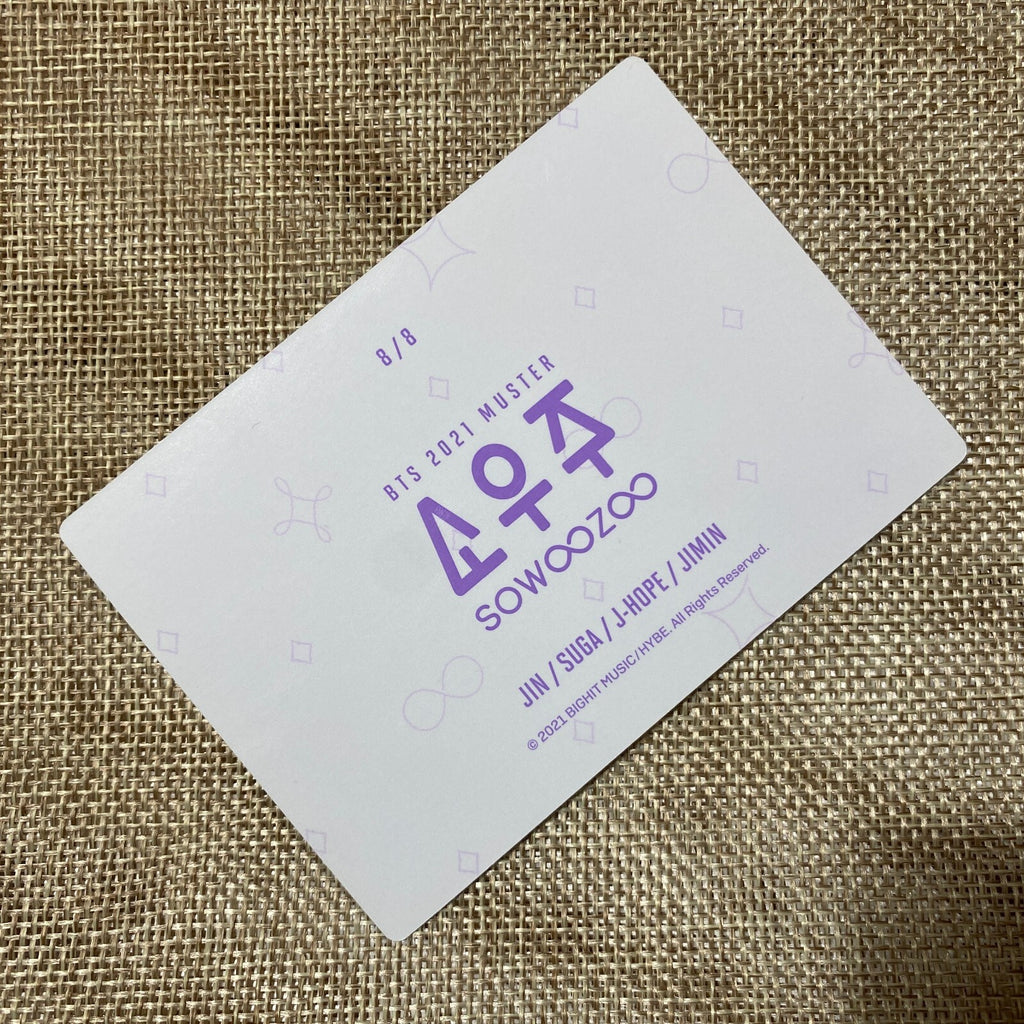 8/8
BTS 2021 MUSTER
소우주
SOWOOZOO
JIN / SUGA / J-HOPE / JIMIN
© 2021 BIGHIT MUSIC/HYBE. All Rights Reserved.